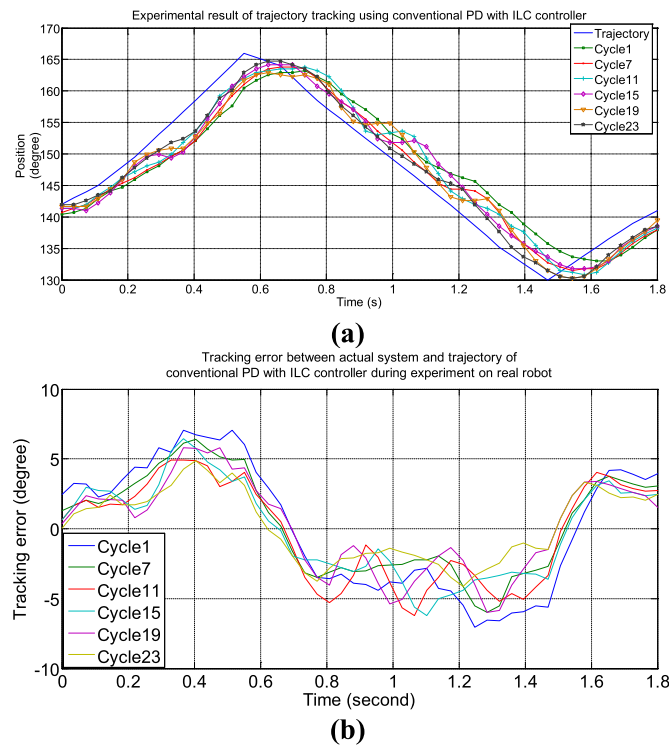 Experimental result of trajectory tracking using conventional PD with ILC controller
170
165
160
155
150
145
140
135
130
Position
(degree)
Trajectory
Cycle1
Cycle7
Cycle11
Cycle15
Cycle19
Cycle23
0 0.2 0.4 0.6 0.8 1 1.2 1.4 1.6 1.8
Time (s)
(a)
Tracking error between actual system and trajectory of
conventional PD with ILC controller during experiment on real robot
10
5
0
-5
-10
Tracking error (degree)
Cycle1
Cycle7
Cycle11
Cycle15
Cycle19
Cycle23
0 0.2 0.4 0.6 0.8 1 1.2 1.4 1.6 1.8
Time (second)
(b)